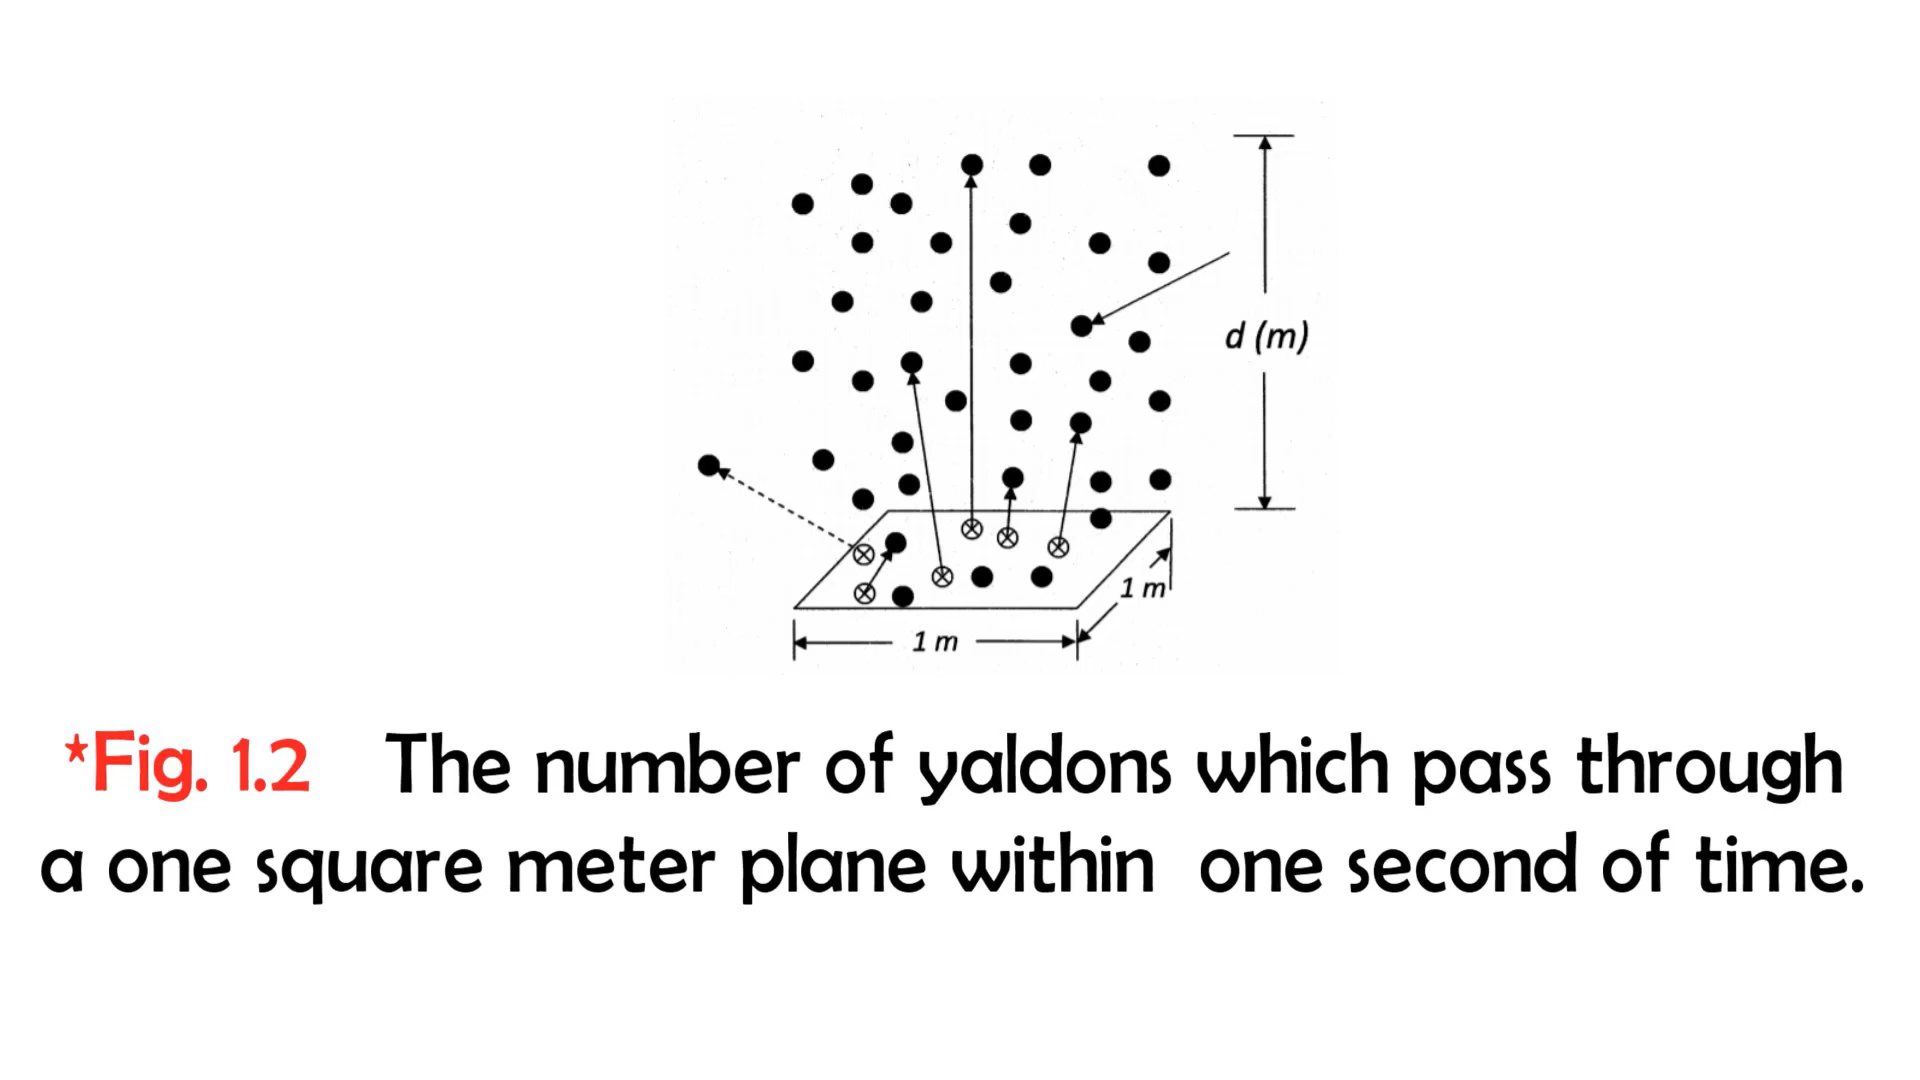 d (m)
1 m
1 m
*Fig. 1.2 The number of yaldons which pass through
a one square meter plane within one second of time.